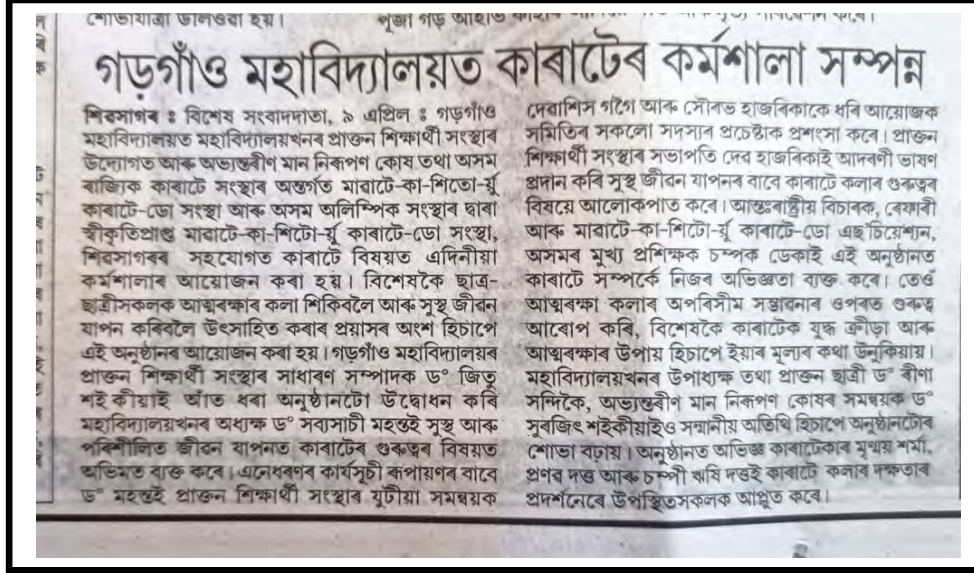 শোভাযাত্ৰা উলিওৱা হয়।
গড়গাঁও মহাবিদ্যালয়ত কাৰাটেৰ কৰ্মশালা সম্পন্ন
শিৱসাগৰ : বিশেষ সংবাদদাতা, ৯ এপ্ৰিল : গড়গাঁও
মহাবিদ্যালয়ত মহাবিদ্যালয়খনৰ প্ৰাক্তন শিক্ষাৰ্থী সংস্থাৰ
উদ্যোগত আৰু অভ্যন্তৰীণ মান নিৰূপণ কোষ তথা অসম
ৰাজ্যিক কাৰাটে সংস্থাৰ অন্তৰ্গত মাবাটে-কা-শিতো-ৰ্যু
কাৰাটে-ডো সংস্থা আৰু অসম অলিম্পিক সংস্থাৰ দ্বাৰা
স্বীকৃতিপ্ৰাপ্ত মাবাটে-কা-শিটো-ৰ্যু কাৰাটে-ডো সংস্থা,
শিৱসাগৰৰ সহযোগত কাৰাটে বিষয়ত এদিনীয়া
কৰ্মশালাৰ আয়োজন কৰা হয়। বিশেষকৈ ছাত্ৰ-
ছাত্ৰীসকলক আত্মৰক্ষাৰ কলা শিকিবলৈ আৰু সুস্থ জীৱন
যাপন কৰিবলৈ উৎসাহিত কৰাৰ প্ৰয়াসৰ অংশ হিচাপে
এই অনুষ্ঠানৰ আয়োজন কৰা হয়। গড়গাঁও মহাবিদ্যালয়ৰ
প্ৰাক্তন শিক্ষাৰ্থী সংস্থাৰ সাধাৰণ সম্পাদক ড° জিতু
শইকীয়াই আঁত ধৰা অনুষ্ঠানটো উদ্বোধন কৰি
মহাবিদ্যালয়খনৰ অধ্যক্ষ ড° সব্যসাচী মহন্তই সুস্থ আৰু
পৰিশীলিত জীৱন যাপনত কাৰাটেৰ গুৰুত্বৰ বিষয়ত
অভিমত ব্যক্ত কৰে। এনেধৰণৰ কাৰ্যসূচী ৰূপায়ণৰ বাবে
ড° মহন্তই প্ৰাক্তন শিক্ষাৰ্থী সংস্থাৰ যুটীয়া সমন্বয়ক
দেবাশিস গগৈ আৰু সৌৰভ হাজৰিকাকে ধৰি আয়োজক
সমিতিৰ সকলো সদস্যৰ প্ৰচেষ্টাক প্ৰশংসা কৰে। প্ৰাক্তন
শিক্ষাৰ্থী সংস্থাৰ সভাপতি দেৱ হাজৰিকাই আদৰণী ভাষণ
প্ৰদান কৰি সুস্থ জীৱন যাপনৰ বাবে কাৰাটে কলাৰ গুৰুত্বৰ
বিষয়ে আলোকপাত কৰে। আন্তঃৰাষ্ট্ৰীয় বিচাৰক, ৰেফাৰী
আৰু মাবাটে-কা-শিটো-ৰ্যু কাৰাটে-ডো এছ'চিয়েশ্যন,
অসমৰ মুখ্য প্ৰশিক্ষক চম্পক ডেকাই এই অনুষ্ঠানত
কাৰাটে সম্পৰ্কে নিজৰ অভিজ্ঞতা ব্যক্ত কৰে। তেওঁ
আত্মৰক্ষা কলাৰ অপৰিসীম সম্ভাৱনাৰ ওপৰত গুৰুত্ব
আৰোপ কৰি, বিশেষকৈ কাৰাটেক যুদ্ধ ক্ৰীড়া আৰু
আত্মৰক্ষাৰ উপায় হিচাপে ইয়াৰ মূল্যৰ কথা উনুকিয়ায়।
মহাবিদ্যালয়খনৰ উপাধ্যক্ষ তথা প্ৰাক্তন ছাত্ৰী ড° ৰীণা
সন্দিকৈ, অভ্যন্তৰীণ মান নিৰূপণ কোষৰ সমন্বয়ক ড°
সুৰজিৎ শইকীয়াইও সন্মানীয় অতিথি হিচাপে অনুষ্ঠানটোৰ
শোভা বঢ়ায়। অনুষ্ঠানত অভিজ্ঞ কাৰাটেকাৰ মৃন্ময় শৰ্মা,
প্ৰণৱ দত্ত আৰু চম্পী ঋষি দত্তই কাৰাটে কলাৰ দক্ষতাৰ
প্ৰদৰ্শনেৰে উপস্থিতসকলক আপ্লুত কৰে।